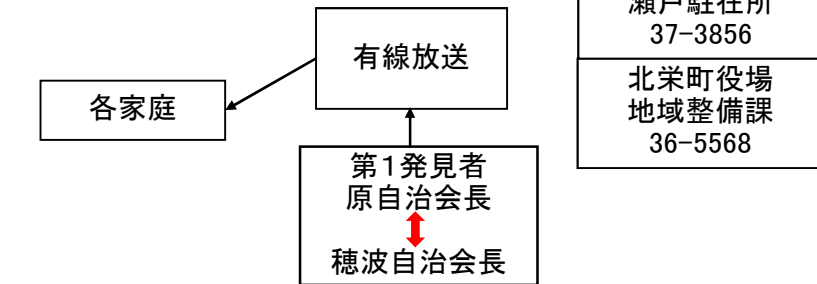 瀬戸駐在所
37-3856
有線放送
北栄町役場
地域整備課
36-5568
各家庭
第1発見者
原自治会長
穂波自治会長